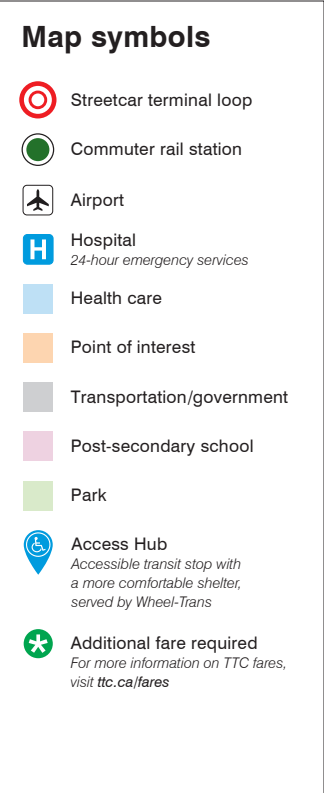 Map symbols
Streetcar terminal loop
Commuter rail station
Airport
H
Hospital
24-hour emergency services
Health care
Point of interest
Transportation/government
Post-secondary school
Park
Access Hub
Accessible transit stop with
a more comfortable shelter,
served by Wheel-Trans
Additional fare required
For more information on TTC fares,
visit ttc.ca/fares